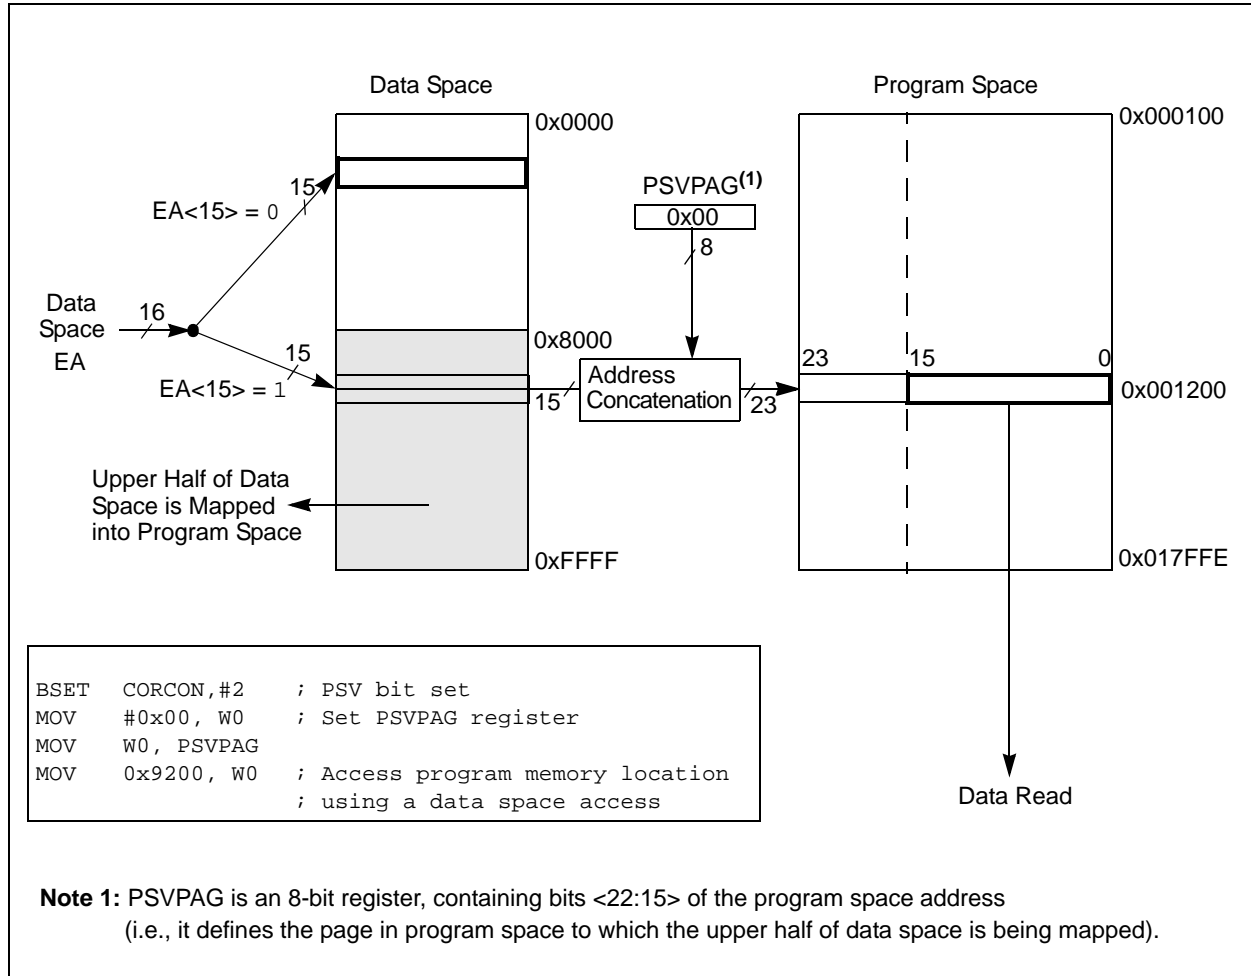 Data Space
Program Space
0x0000
0x000100
15
EA<15> = 0
PSVPAG(1)
0x00
8
Data
Space
EA
16
15
EA<15> = 1
0x8000
15
Address
Concatenation
23
23
15
0
0x001200
Upper Half of Data
Space is Mapped
into Program Space
0xFFFF
0x017FFE
BSET CORCON,#2 ; PSV bit set
MOV #0x00, W0 ; Set PSVPAG register
MOV W0, PSVPAG
MOV 0x9200, W0 ; Access program memory location
; using a data space access
Data Read
Note 1: PSVPAG is an 8-bit register, containing bits <22:15> of the program space address
(i.e., it defines the page in program space to which the upper half of data space is being mapped).